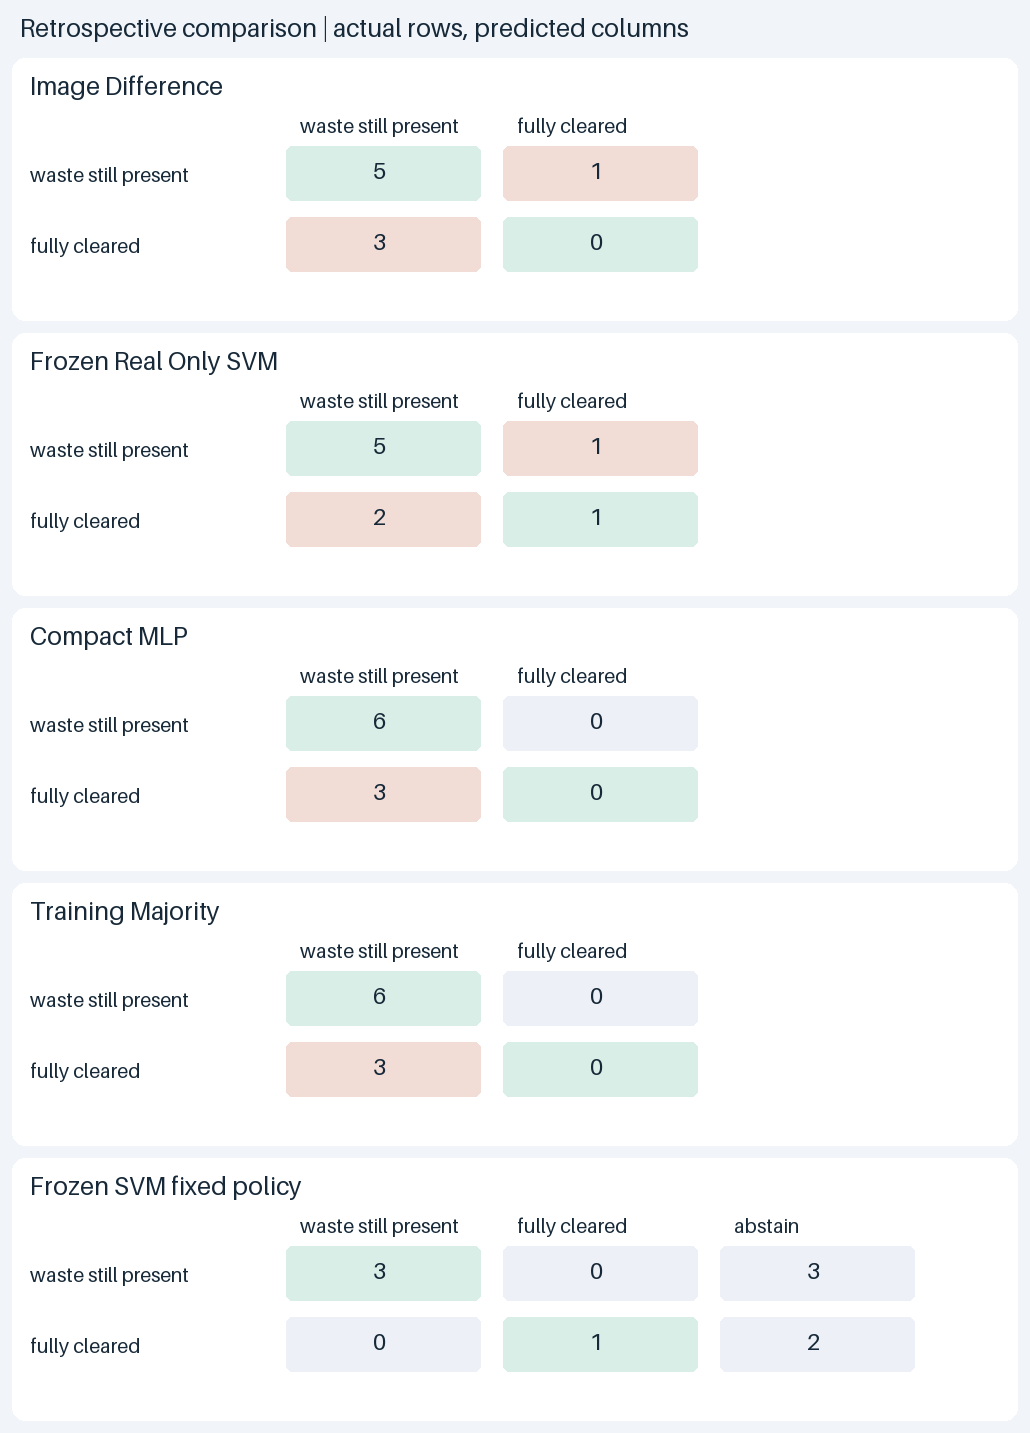 Retrospective comparison | actual rows, predicted columns
Image Difference
waste still present fully cleared
waste still present 5 1
fully cleared 3 0
Frozen Real Only SVM
waste still present fully cleared
waste still present 5 1
fully cleared 2 1
Compact MLP
waste still present fully cleared
waste still present 6 0
fully cleared 3 0
Training Majority
waste still present fully cleared
waste still present 6 0
fully cleared 3 0
Frozen SVM fixed policy
waste still present fully cleared abstain
waste still present 3 0 3
fully cleared 0 1 2